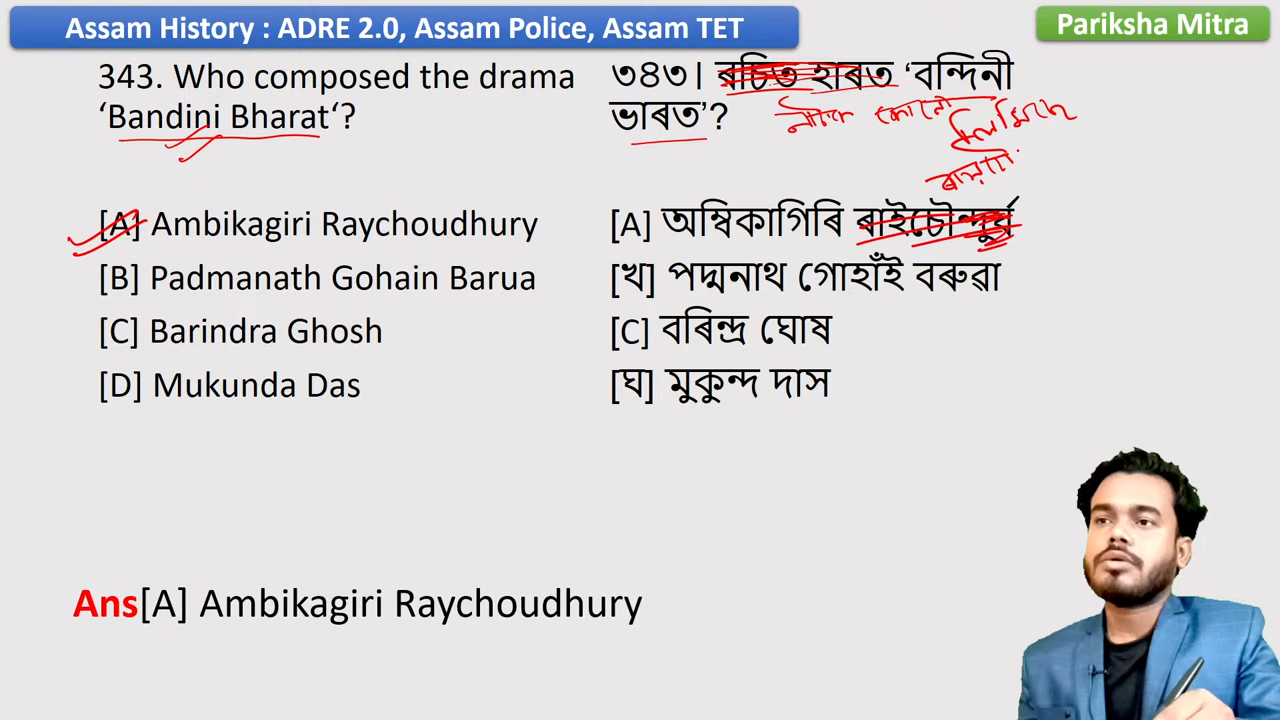 Assam History : ADRE 2.0, Assam Police, Assam TET
Pariksha Mitra
343. Who composed the drama
‘Bandini Bharat‘?
৩৪৩। ৰচিত হাৰত ‘বন্দিনী
ভাৰত’?
[A] Ambikagiri Raychoudhury
[B] Padmanath Gohain Barua
[C] Barindra Ghosh
[D] Mukunda Das
[A] অম্বিকাগিৰি
[খ] পদ্মনাথ গোহাঁই বৰুৱা
[C] বৰিন্দ্ৰ ঘোষ
[ঘ] মুকুন্দ দাস
Ans[A] Ambikagiri Raychoudhury